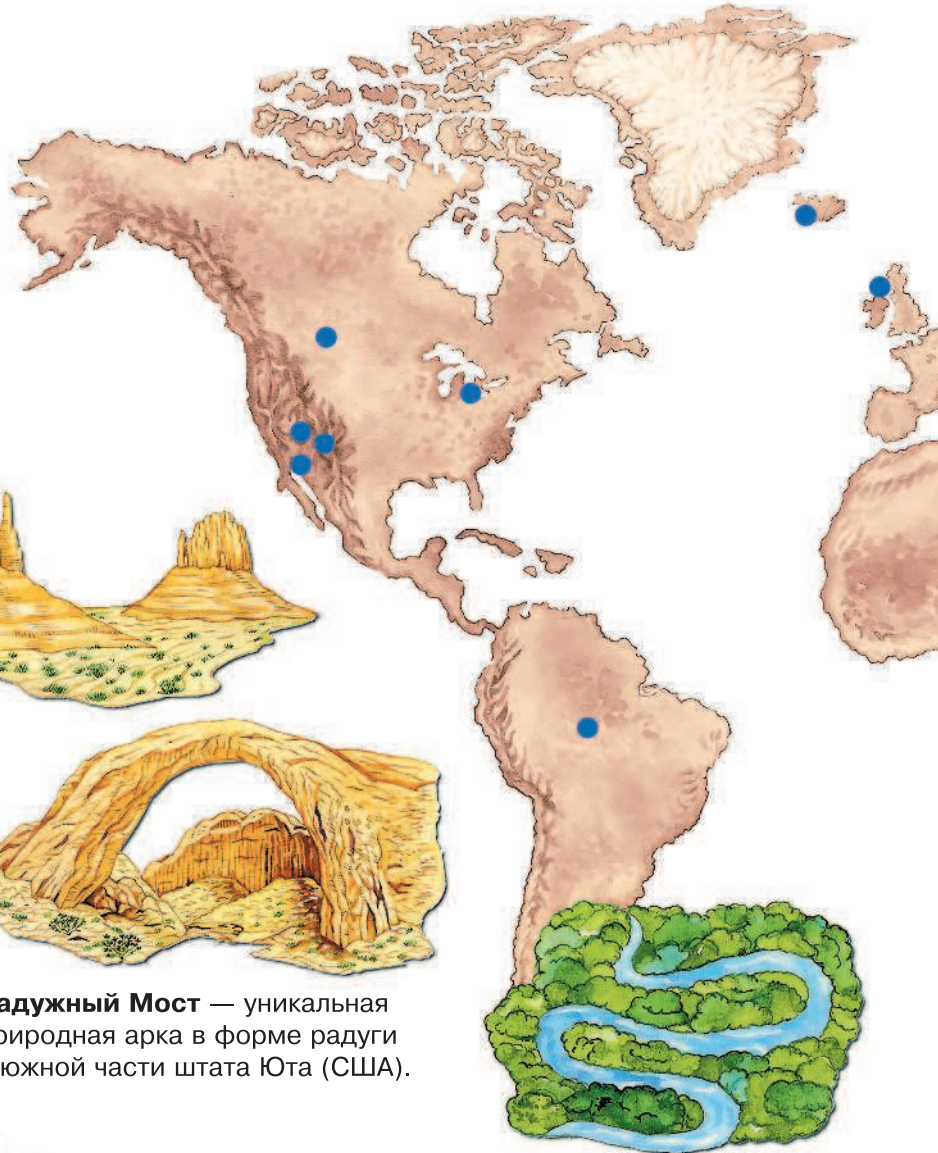 адужный Мост — уникальная
риродная арка в форме радуги
южной части штата Юта (США).